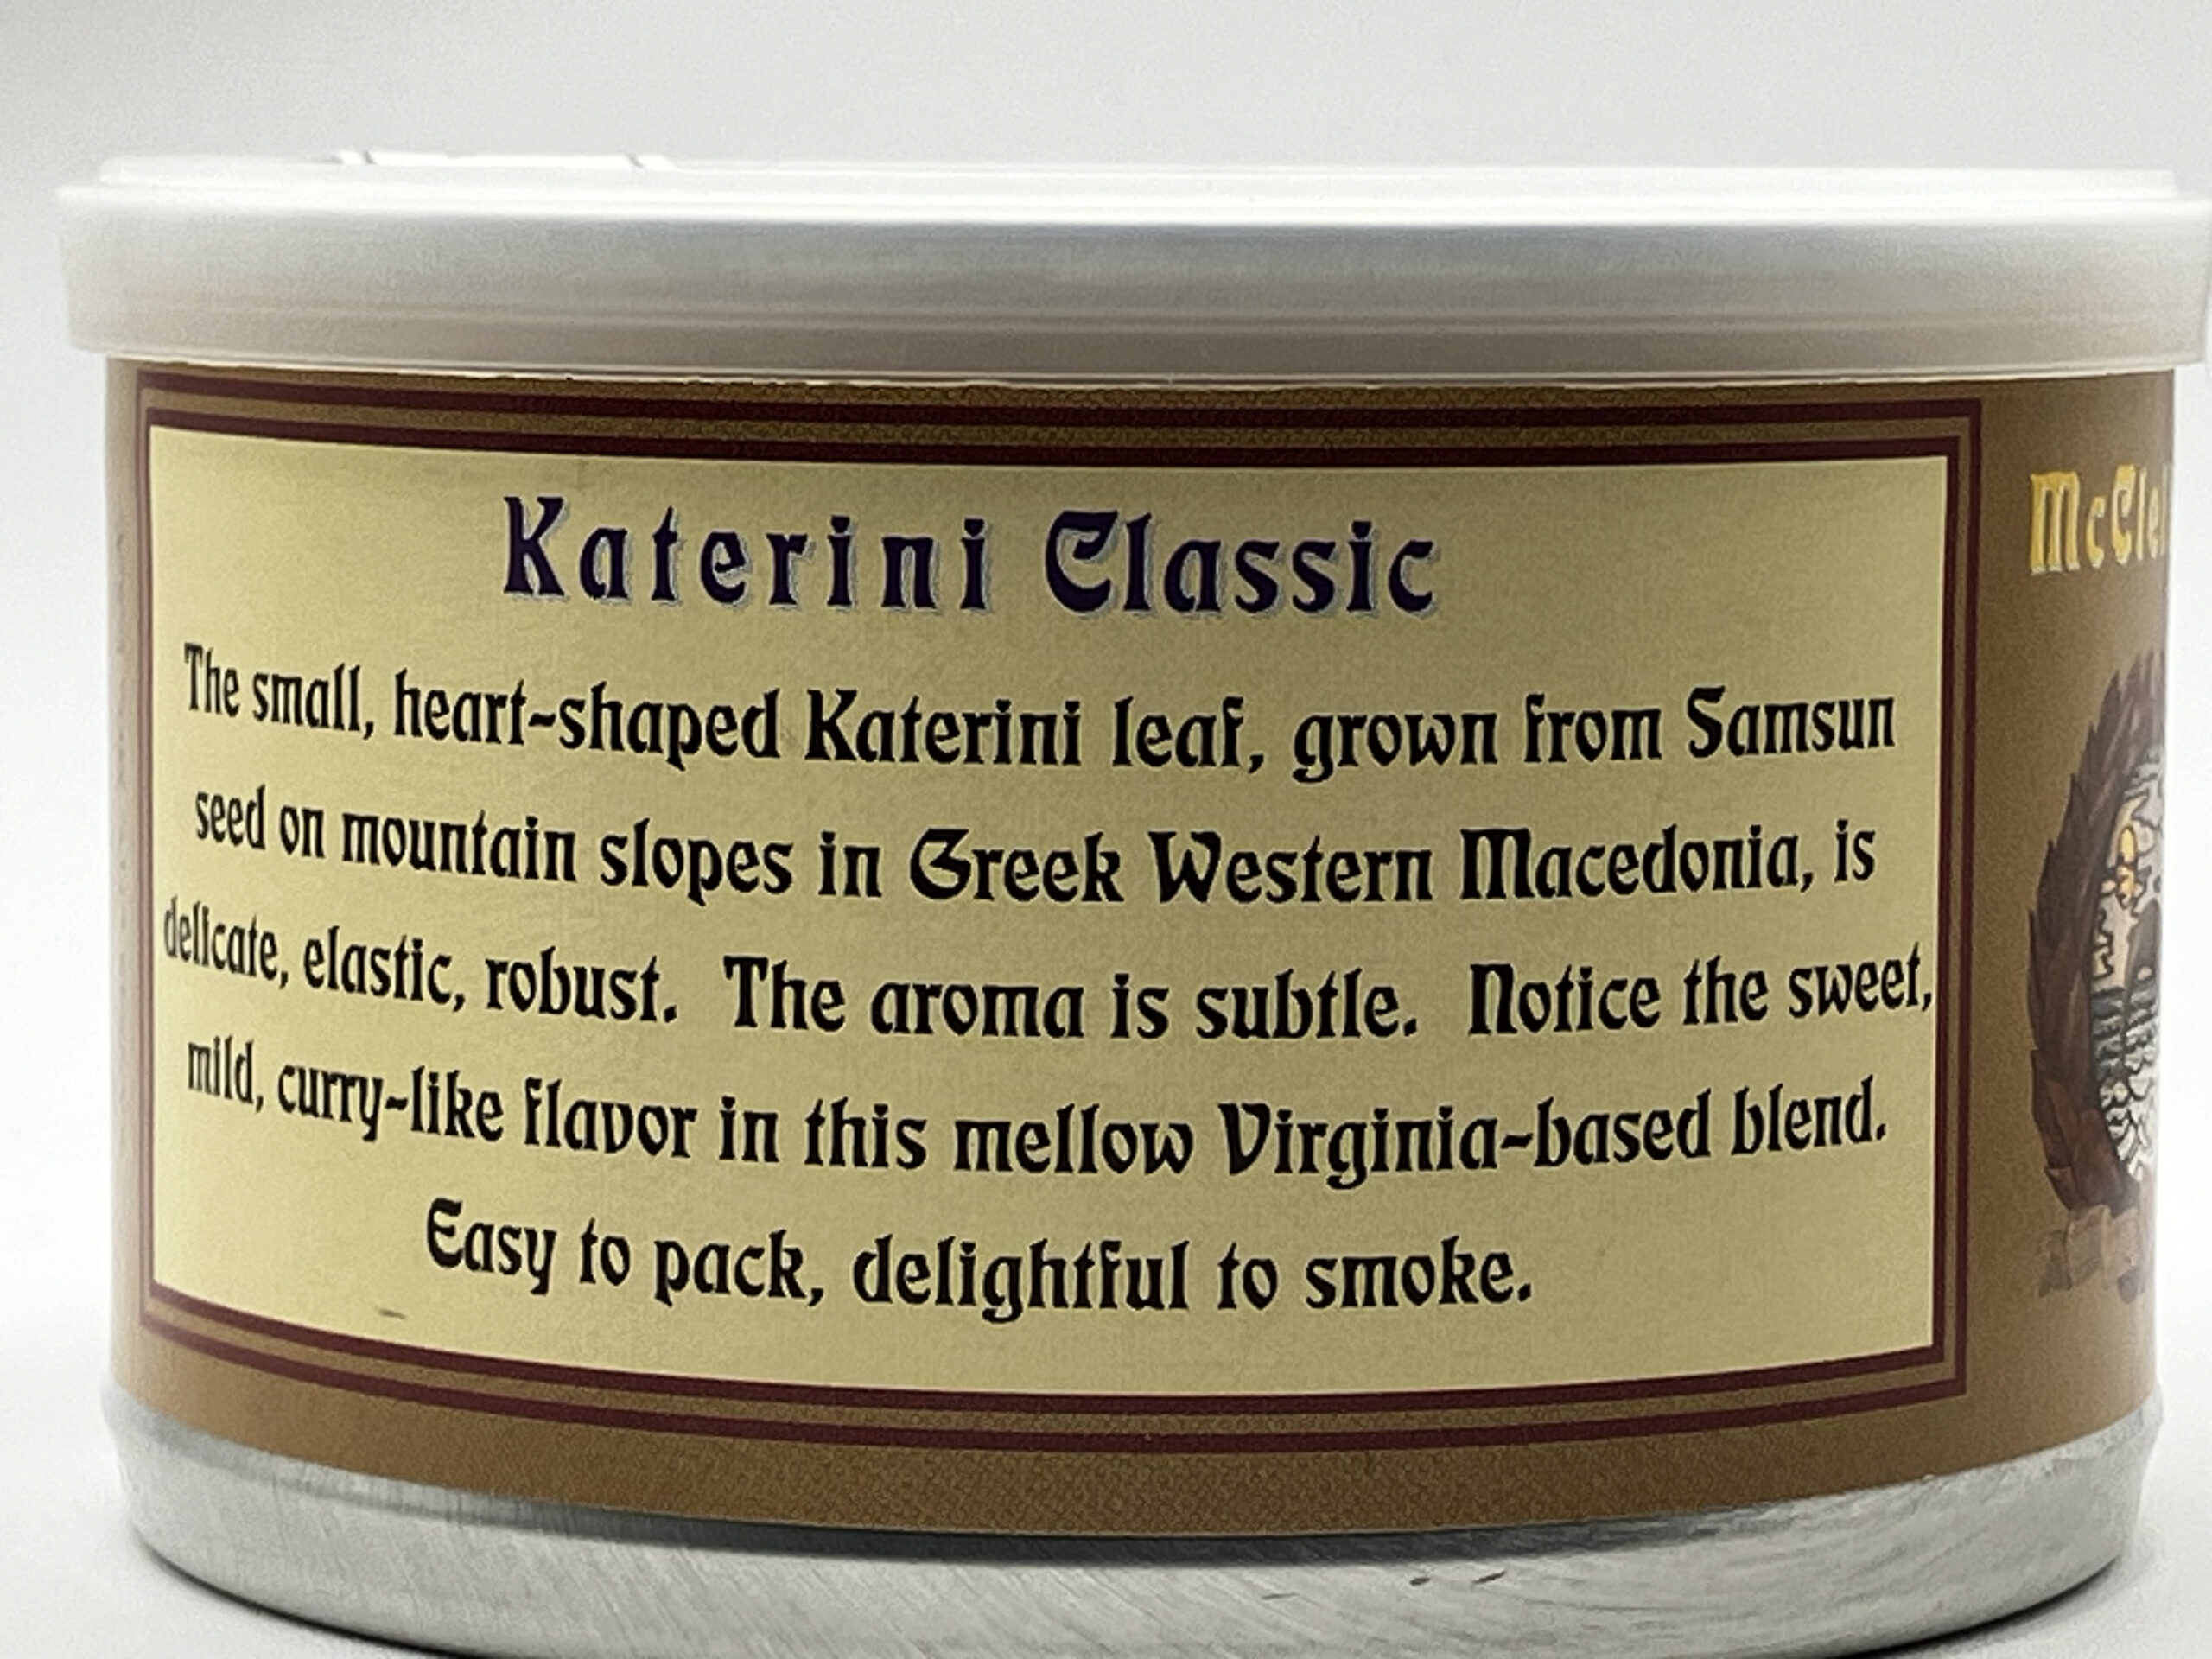 Katerini Classic
The small, heart-shaped Katerini leaf, grown from Samsun
seed on mountain slopes in Greek Western Macedonia, is
delicate, elastic, robust. The aroma is subtle. Notice the sweet,
mild, curry-like flavor in this mellow Virginia-based blend.
Easy to pack, delightful to smoke.